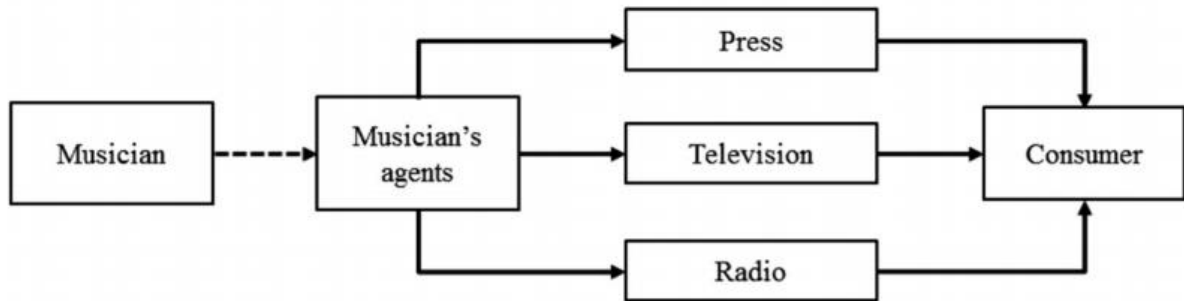 Press
Musician
Musician's
agents
Television
Consumer
Radio